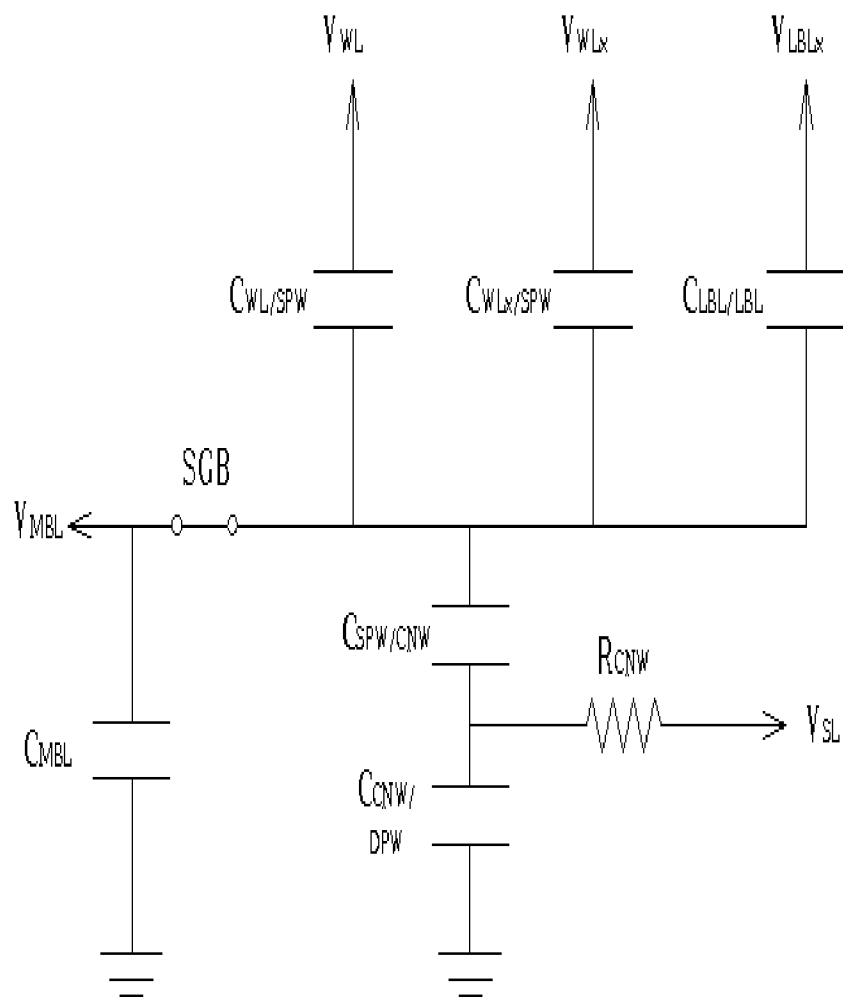 VWL VWLx VLBLx
CWL/SPW CWLx/SPW CLBL/LBL
SGB
VMBL
CSPW/CNW
RCNW
CMBL VSL
CCNW/
DPW